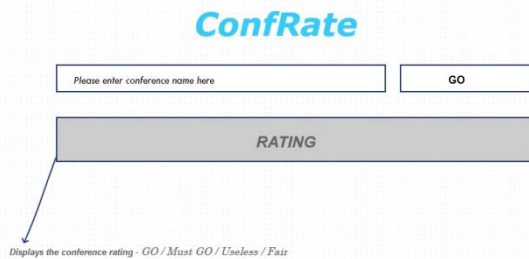 ConfRate
Please enter conference name here
GO
RATING
Displays the conference rating - GO / Must GO / Useless / Fair